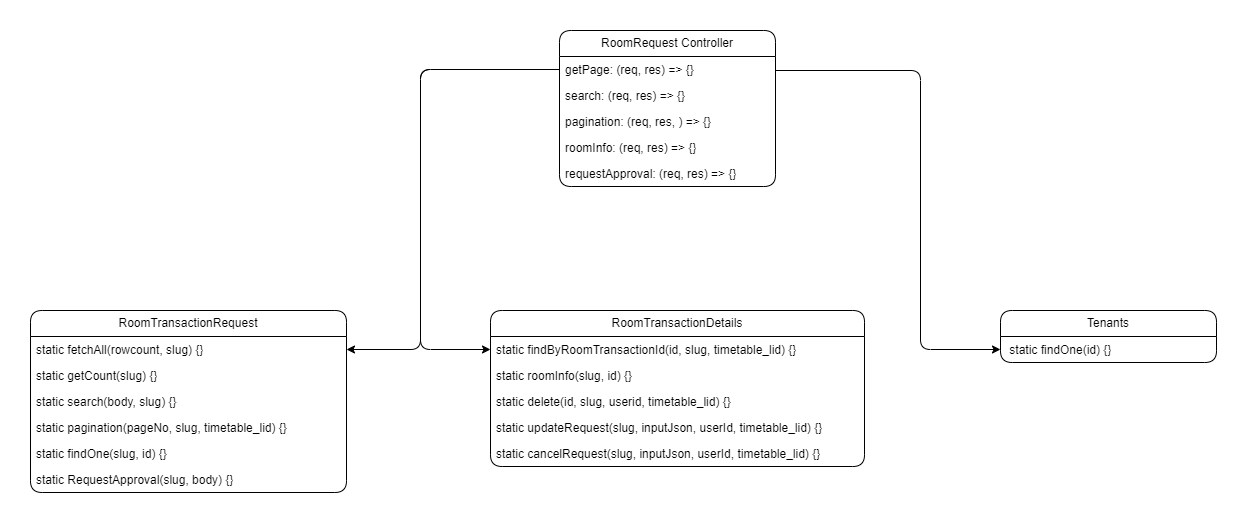 RoomRequest Controller
getPage: (req, res) => {}
search: (req, res) => {}
pagination: (req, res, ) => {}
roomInfo: (req, res) => {}
requestApproval: (req, res) => {}
RoomTransactionRequest
static fetchAll(rowcount, slug) {}
static getCount(slug) {}
static search(body, slug) {}
static pagination(pageNo, slug, timetable_lid) {}
static findOne(slug, id) {}
static RequestApproval(slug, body) {}
RoomTransactionDetails
static findByRoomTransactionId(id, slug, timetable_lid) {}
static roomInfo(slug, id) {}
static delete(id, slug, userid, timetable_lid) {}
static updateRequest(slug, inputJson, userId, timetable_lid) {}
static cancelRequest(slug, inputJson, userId, timetable_lid) {}
Tenants
static findOne(id) {}